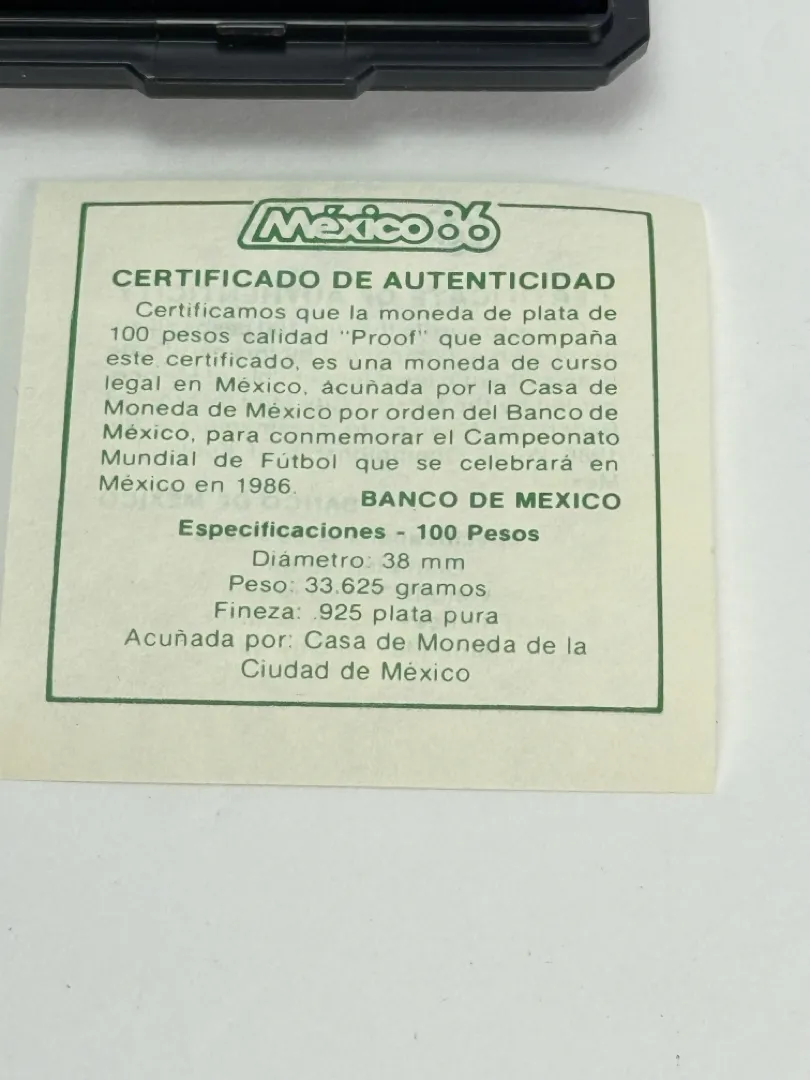 México 86
CERTIFICADO DE AUTENTICIDAD
Certificamos que la moneda de plata de
100 pesos calidad "Proof" que acompaña
este certificado, es una moneda de curso
legal en México, acuñada por la Casa de
Moneda de México por orden del Banco de
México, para conmemorar el Campeonato
Mundial de Fútbol que se celebrará en
México en 1986.
BANCO DE MEXICO
Especificaciones - 100 Pesos
Diámetro: 38 mm
Peso: 33.625 gramos
Fineza: .925 plata pura
Acuñada por: Casa de Moneda de la
Ciudad de México